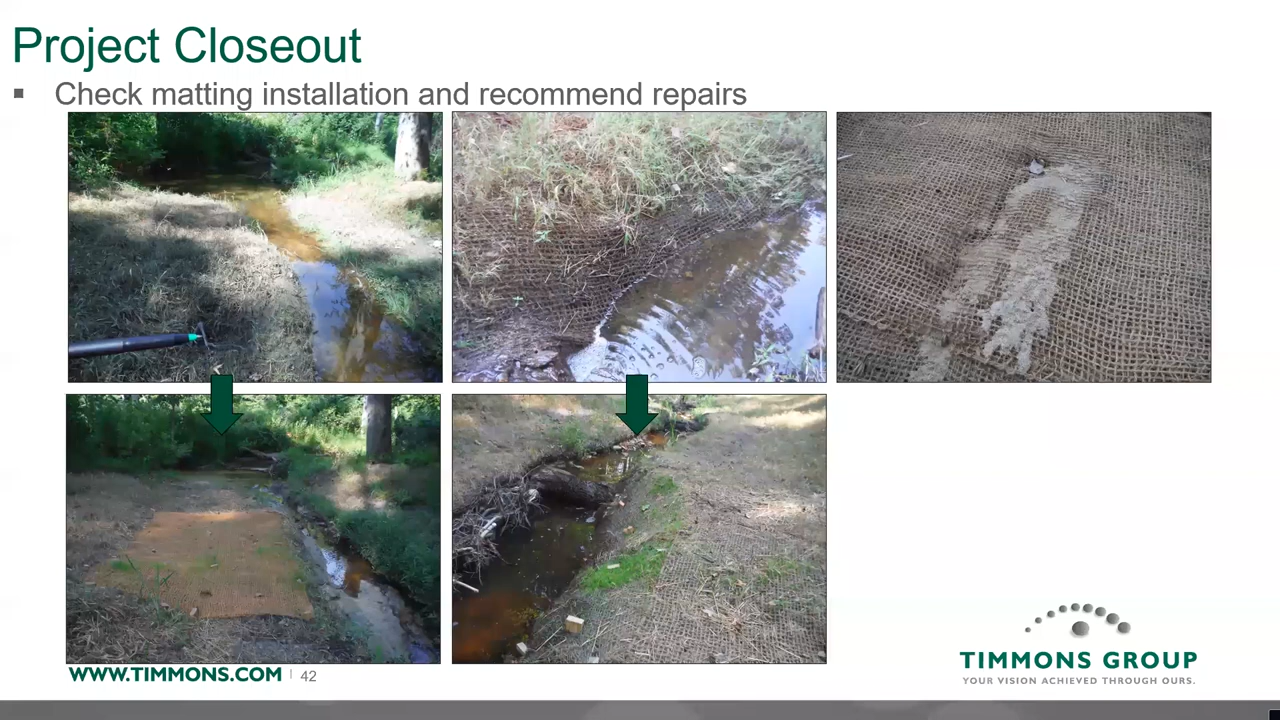 Project Closeout
▪ Check matting installation and recommend repairs
WWW.TIMMONS.COM | 42
TIMMONS GROUP
YOUR VISION ACHIEVED THROUGH OURS.